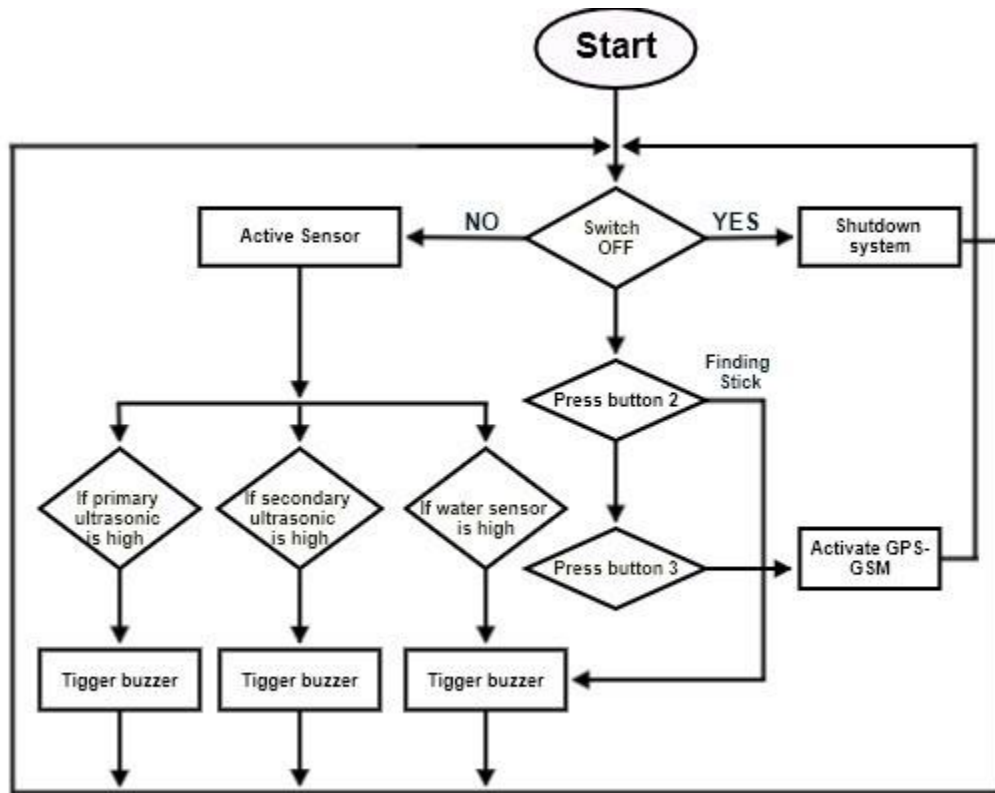 Start
NO
YES
Active Sensor
Switch
OFF
Shutdown
system
Finding
Stick
Press button 2
If primary
ultrasonic
is high
If secondary
ultrasonic
is high
If water sensor
is high
Press button 3
Activate GPS-
GSM
Tigger buzzer
Tigger buzzer
Tigger buzzer